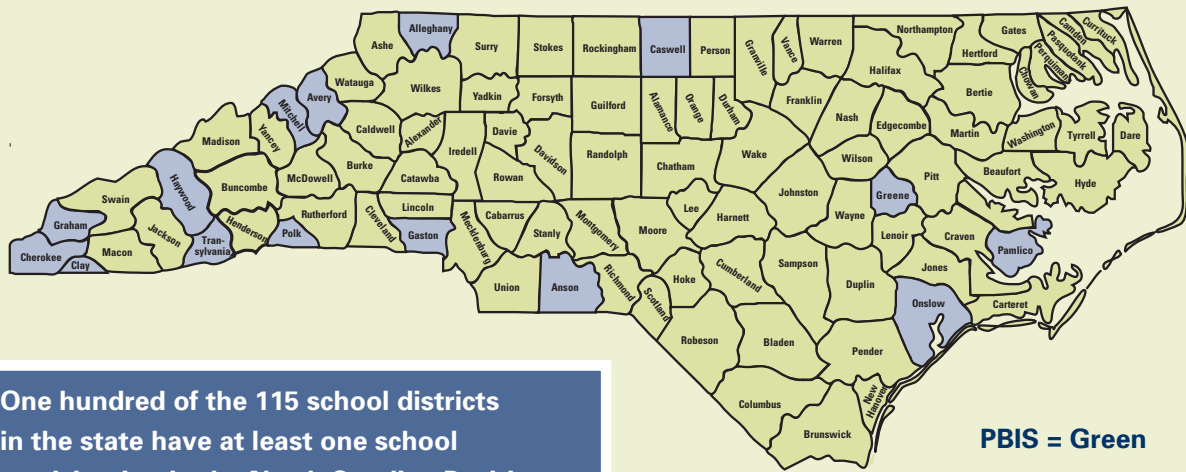 Alleghany
Ashe
Surry
Stokes
Rockingham
Caswell
Person
Granville
Vance
Warren
Northampton
Gates
Camden
Currituck
Pasquotank
Perquimans
Chowan
Hertford
Halifax
Bertie
Watauga
Wilkes
Yadkin
Forsyth
Guilford
Alamance
Orange
Durham
Franklin
Nash
Edgecombe
Martin
Washington
Tyrrell
Dare
Avery
Mitchell
Yancey
Madison
Caldwell
Alexander
Iredell
Davie
Davidson
Randolph
Chatham
Wake
Wilson
Pitt
Beaufort
Hyde
Haywood
Buncombe
McDowell
Burke
Catawba
Rowan
Johnston
Greene
Swain
Graham
Jackson
Henderson
Polk
Rutherford
Cleveland
Lincoln
Gaston
Mecklenburg
Cabarrus
Stanly
Montgomery
Moore
Lee
Harnett
Wayne
Lenoir
Craven
Pamlico
Cherokee
Clay
Macon
Tran-
sylvania
Union
Anson
Richmond
Scotland
Hoke
Cumberland
Sampson
Duplin
Jones
Onslow
Carteret
Robeson
Bladen
Pender
New
Hanover
Columbus
Brunswick
PBIS = Green
One hundred of the 115 school districts
in the state have at least one school